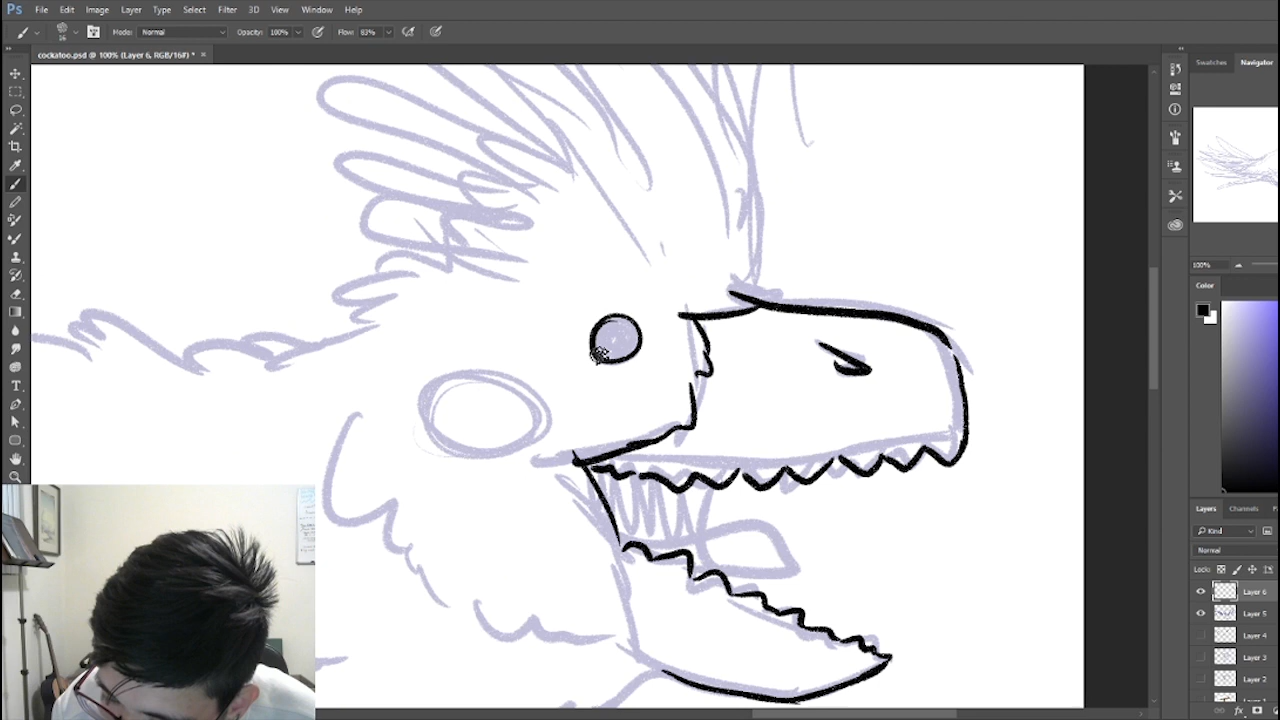 Ps File Edit Image Layer Type Select Filter 3D View Window Help
Mode: Normal Opacity: 100% Flow: 83%
cockatoo.psd @ 100% (Layer 6, RGB/16#) * ×
Swatches Navigator
100%
Color
Layers Channels
Kind
Normal
Lock:
Layer 6
Layer 5
Layer 4
Layer 3
Layer 2